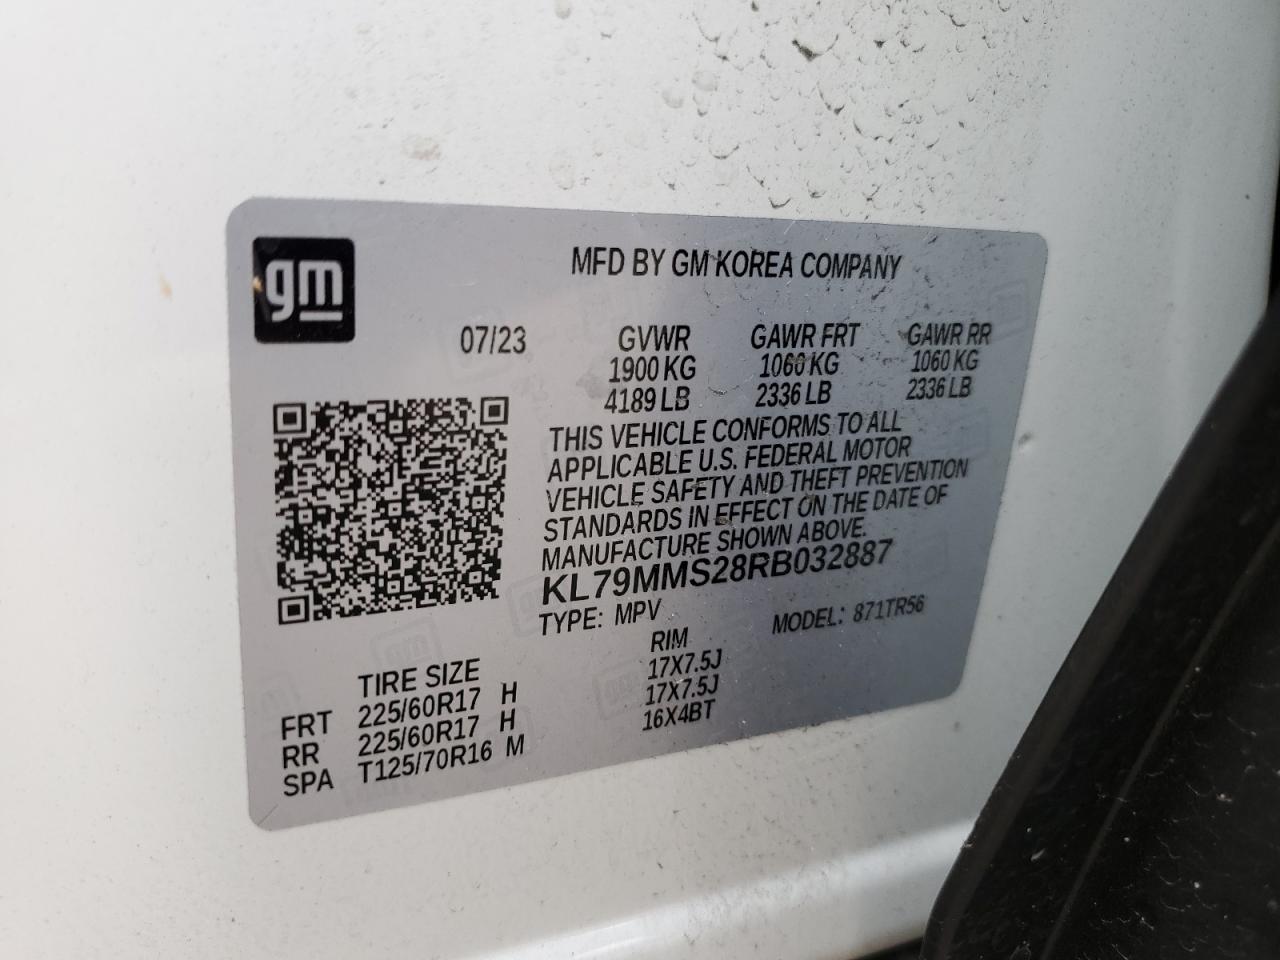 gm
MFD BY GM KOREA COMPANY
07/23 GVWR GAWR FRT GAWR RR
1900 KG 1060 KG 1060 KG
4189 LB 2336 LB 2336 LB
THIS VEHICLE CONFORMS TO ALL
APPLICABLE U.S. FEDERAL MOTOR
VEHICLE SAFETY AND THEFT PREVENTION
STANDARDS IN EFFECT ON THE DATE OF
MANUFACTURE SHOWN ABOVE.
KL79MMS28RB032887
TYPE: MPV MODEL: 871TR56
TIRE SIZE RIM
FRT 225/60R17 H 17X7.5J
RR 225/60R17 H 17X7.5J
SPA T125/70R16 M 16X4BT